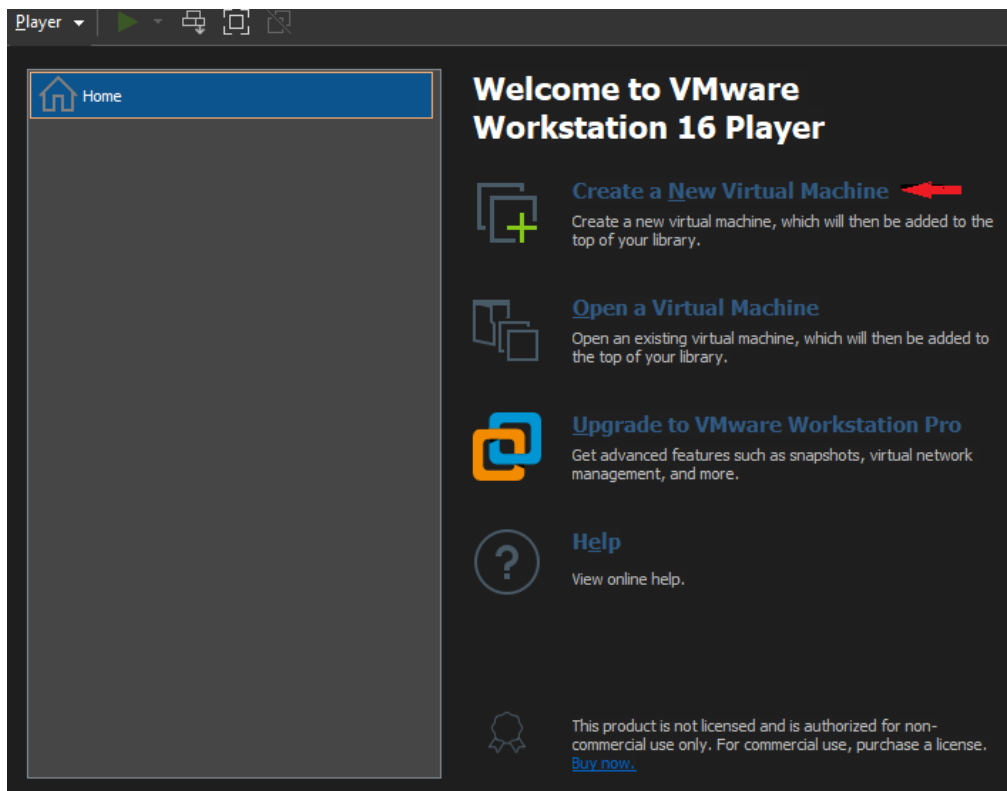 Player
Home
Welcome to VMware
Workstation 16 Player
Create a New Virtual Machine
Create a new virtual machine, which will then be added to the
top of your library.
Open a Virtual Machine
Open an existing virtual machine, which will then be added to
the top of your library.
Upgrade to VMware Workstation Pro
Get advanced features such as snapshots, virtual network
management, and more.
Help
?
View online help.
This product is not licensed and is authorized for non-
commercial use only. For commercial use, purchase a license.
Buy now.